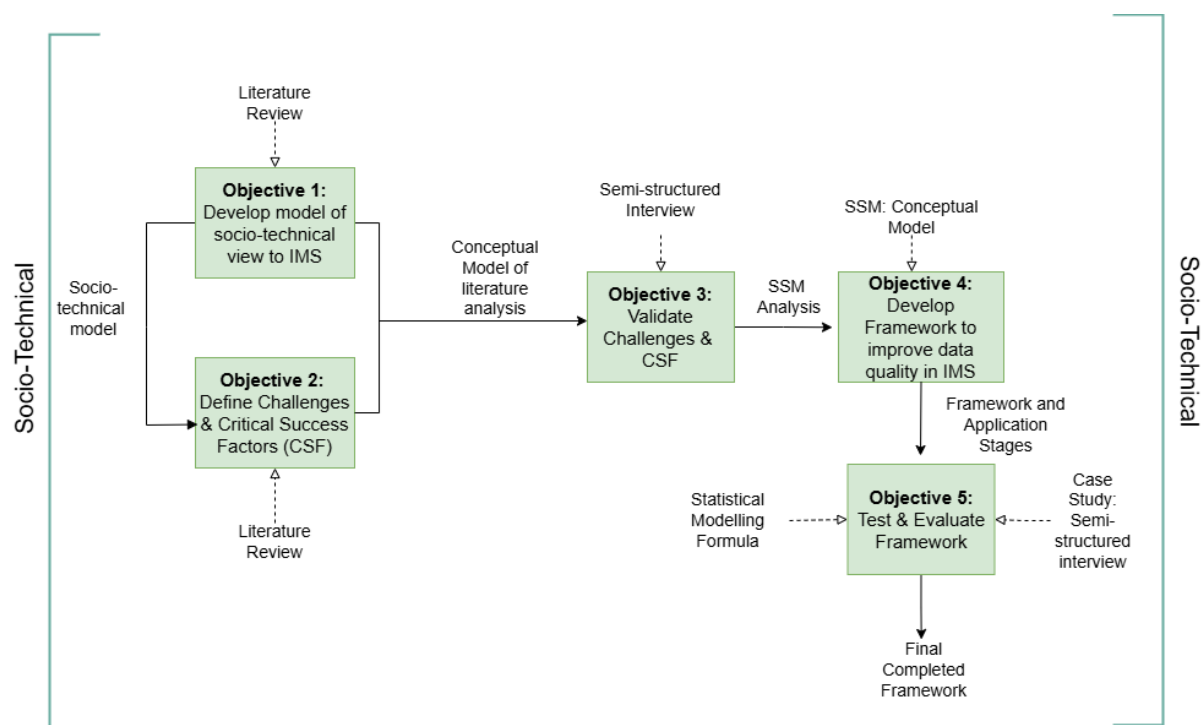 Socio-Technical
Literature
Review
Objective 1:
Develop model of
socio-technical
view to IMS
Socio-
technical
model
Objective 2:
Define Challenges
& Critical Success
Factors (CSF)
Literature
Review
Conceptual
Model of
literature
analysis
Semi-structured
Interview
Objective 3:
Validate
Challenges &
CSF
SSM
Analysis
SSM: Conceptual
Model
Objective 4:
Develop
Framework to
improve data
quality in IMS
Framework and
Application
Stages
Statistical
Modelling
Formula
Objective 5:
Test & Evaluate
Framework
Case
Study:
Semi-
structured
interview
Final
Completed
Framework
Socio-Technical